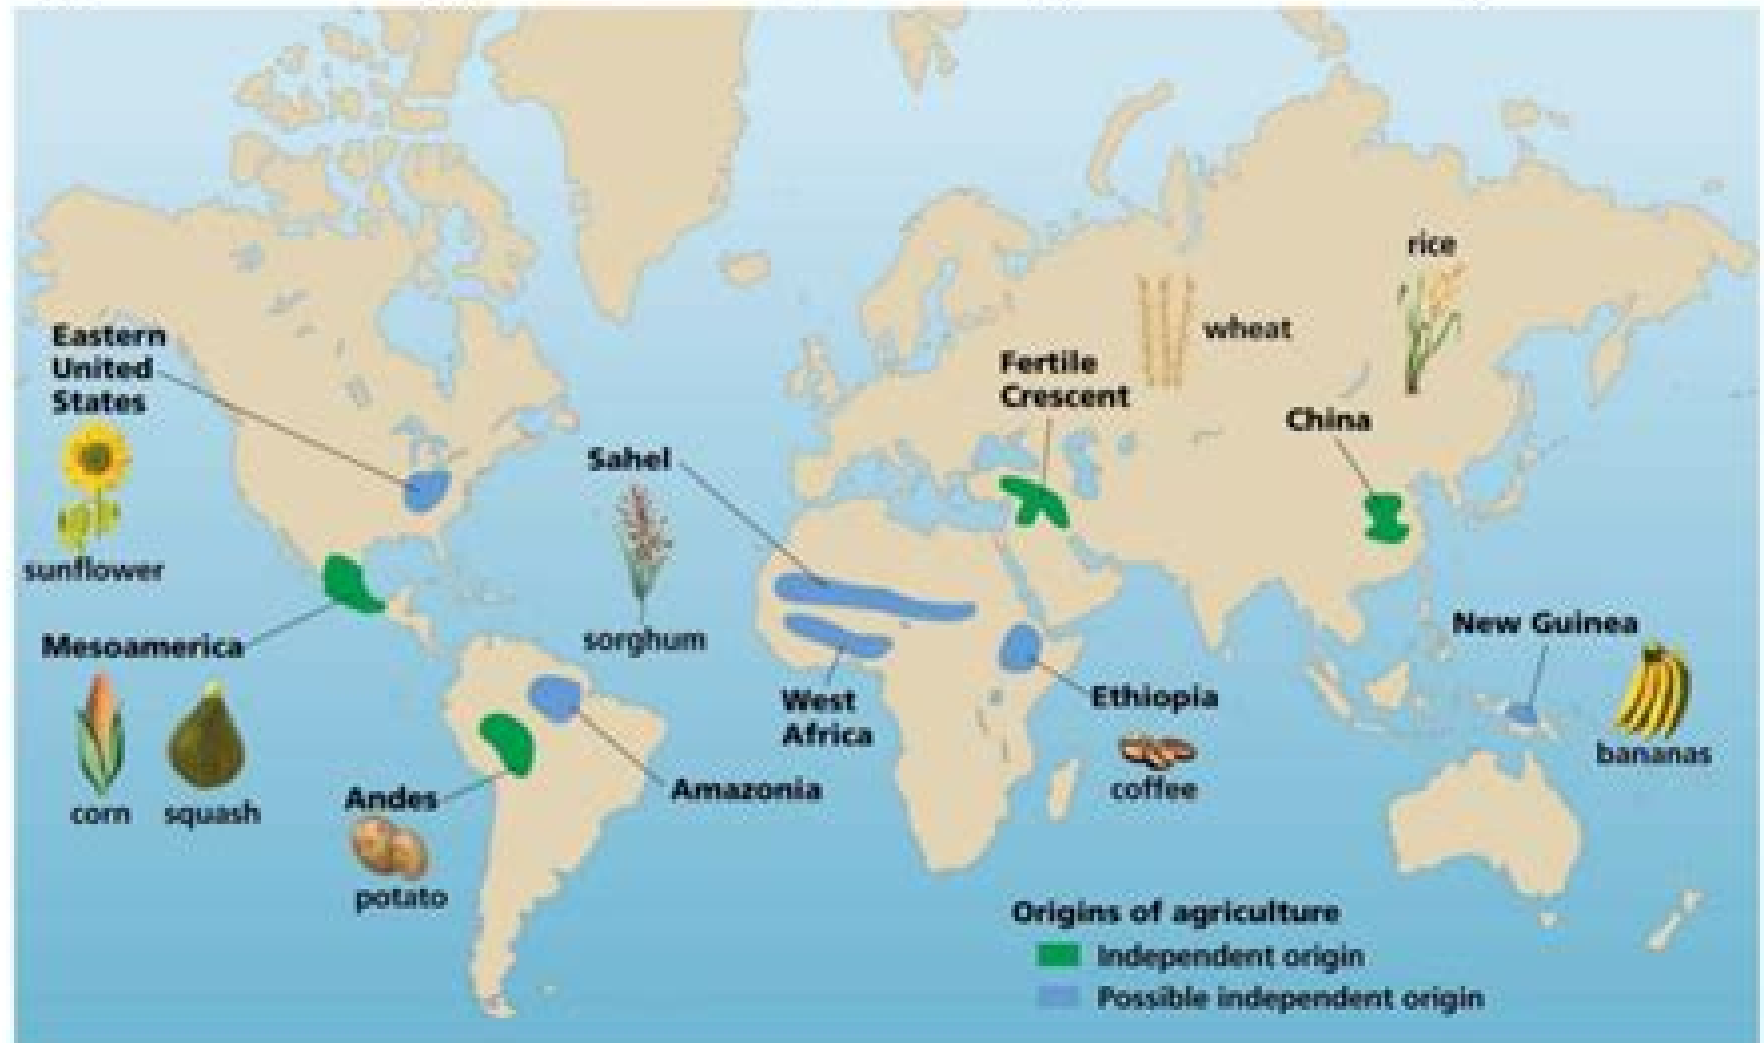 rice
wheat
Eastern
United
States
Fertile
Crescent
China
Sahel
sunflower
sorghum
New Guinea
Mesoamerica
West
Africa
Ethiopia
bananas
Andes
Amazonia
coffee
corn
squash
potato
Origins of agriculture
Independent origin
Possible independent origin